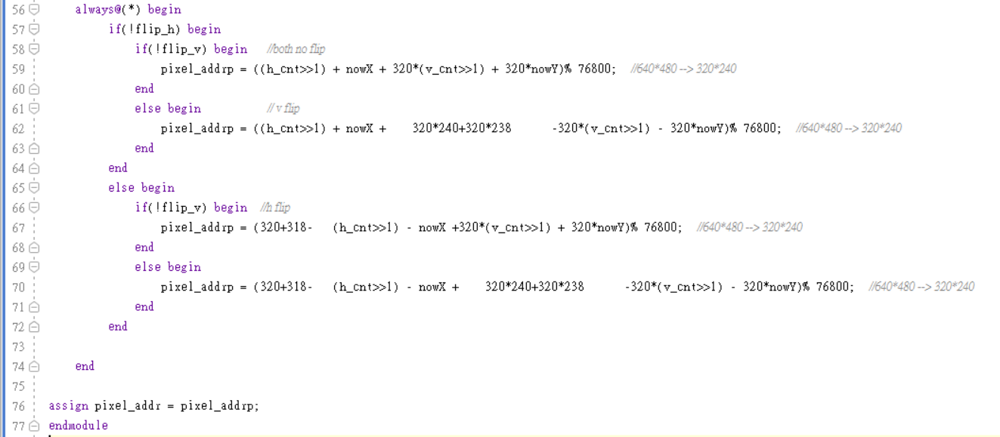 56 always@(*) begin
57 if(!flip_h) begin
58 if(!flip_v) begin //both no flip
59 pixel_addrp = ((h_cnt>>1) + nowX + 320*(v_cnt>>1) + 320*nowY)% 76800; //640*480 --> 320*240
60 end
61 else begin // v flip
62 pixel_addrp = ((h_cnt>>1) + nowX + 320*240+320*238 -320*(v_cnt>>1) - 320*nowY)% 76800; //640*480 --> 320*240
63 end
64 end
65 else begin
66 if(!flip_v) begin //h flip
67 pixel_addrp = (320+318- (h_cnt>>1) - nowX +320*(v_cnt>>1) + 320*nowY)% 76800; //640*480 --> 320*240
68 end
69 else begin
70 pixel_addrp = (320+318- (h_cnt>>1) - nowX + 320*240+320*238 -320*(v_cnt>>1) - 320*nowY)% 76800; //640*480 --> 320*240
71 end
72 end
73
74 end
75
76 assign pixel_addr = pixel_addrp;
77 endmodule